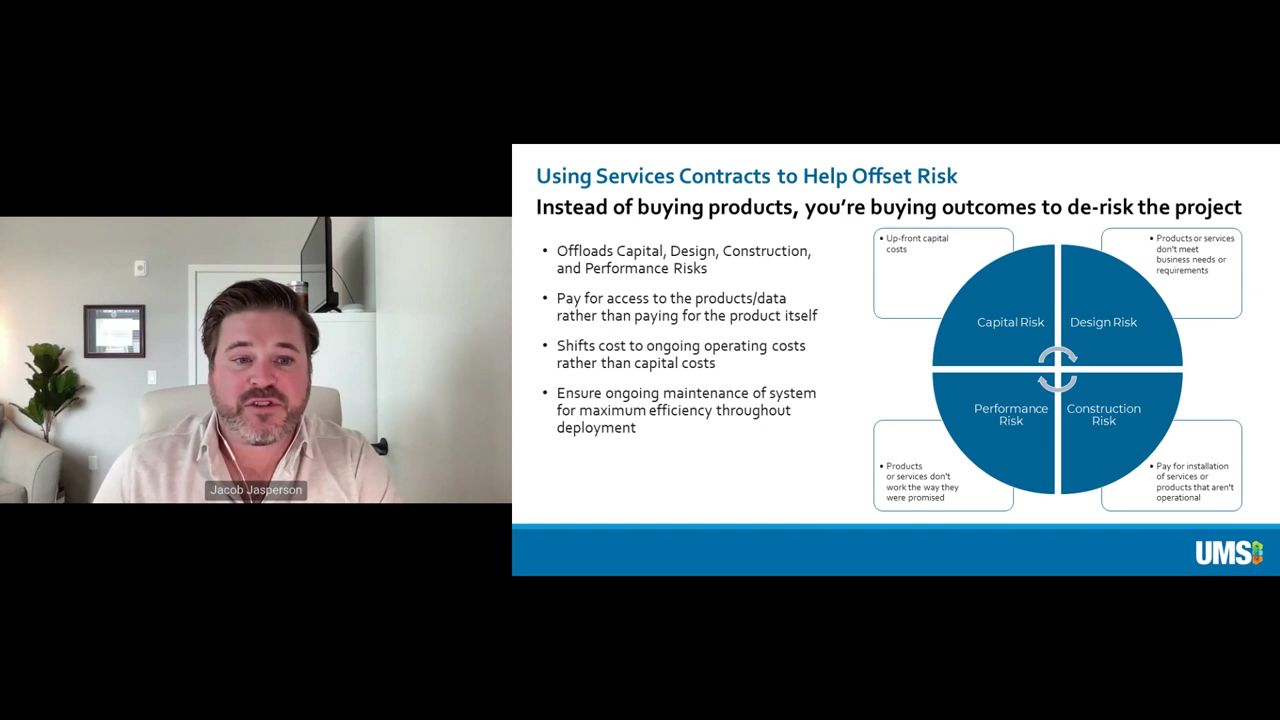 Using Services Contracts to Help Offset Risk
Instead of buying products, you're buying outcomes to de-risk the project
• Offloads Capital, Design, Construction,
and Performance Risks
• Pay for access to the products/data
rather than paying for the product itself
• Shifts cost to ongoing operating costs
rather than capital costs
• Ensure ongoing maintenance of system
for maximum efficiency throughout
deployment
• Up-front capital
costs
• Products or services
don't meet
business needs or
requirements
Capital Risk
Design Risk
Performance
Risk
Construction
Risk
• Products
or services don't
work the way they
were promised
• Pay for installation
of services or
products that aren't
operational
Jacob Jasperson
UMS